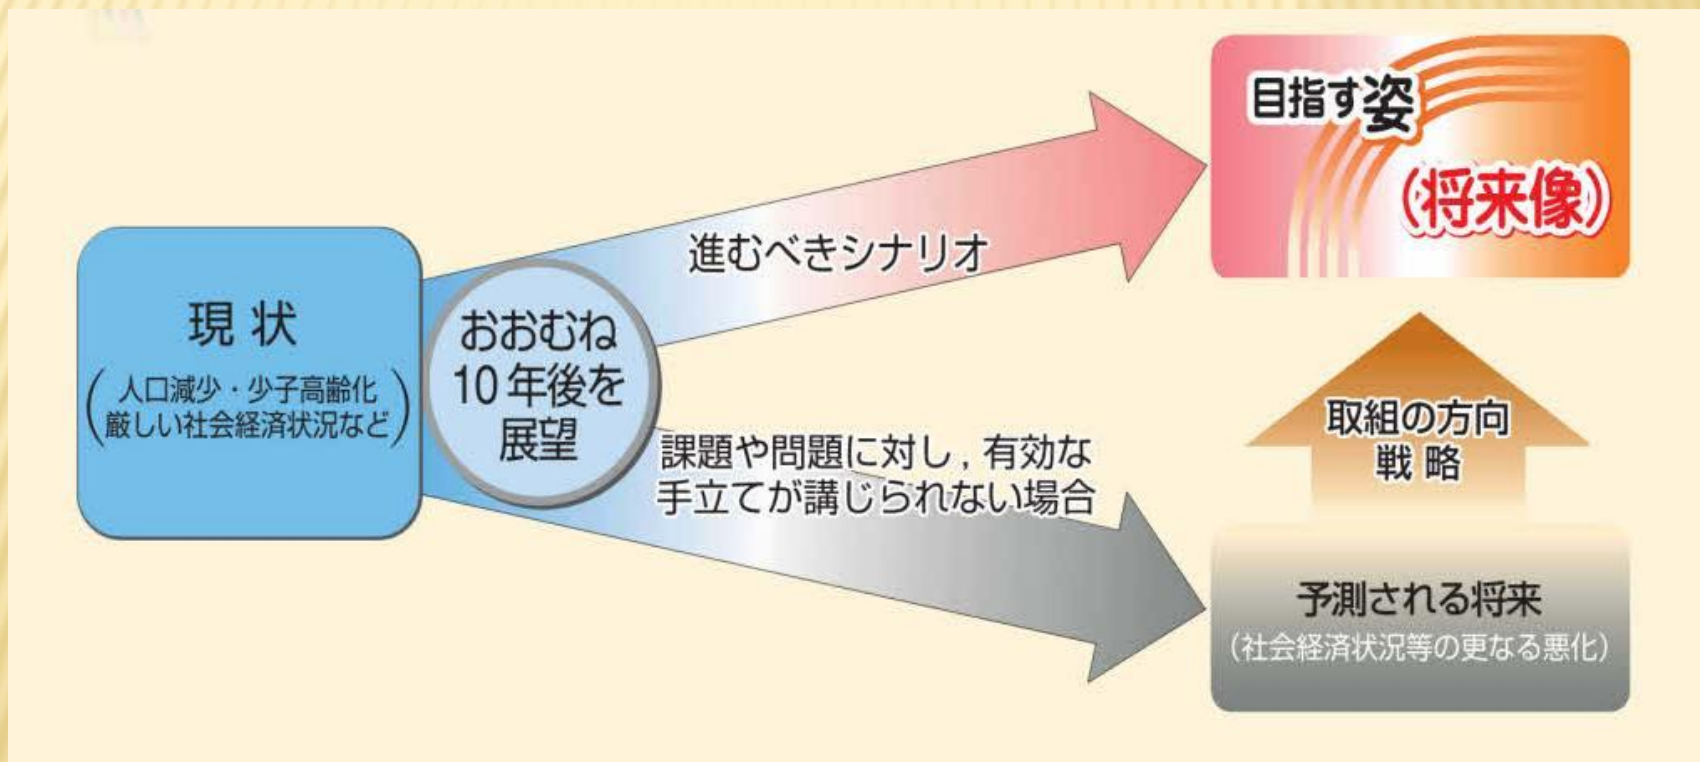 目指す姿
(将来像)
進むべきシナリオ
現状
(人口減少・少子高齢化
厳しい社会経済状況など)
おおむね
10年後を
展望
課題や問題に対し,有効な
手立てが講じられない場合
取組の方向
戦略
予測される将来
(社会経済状況等の更なる悪化)